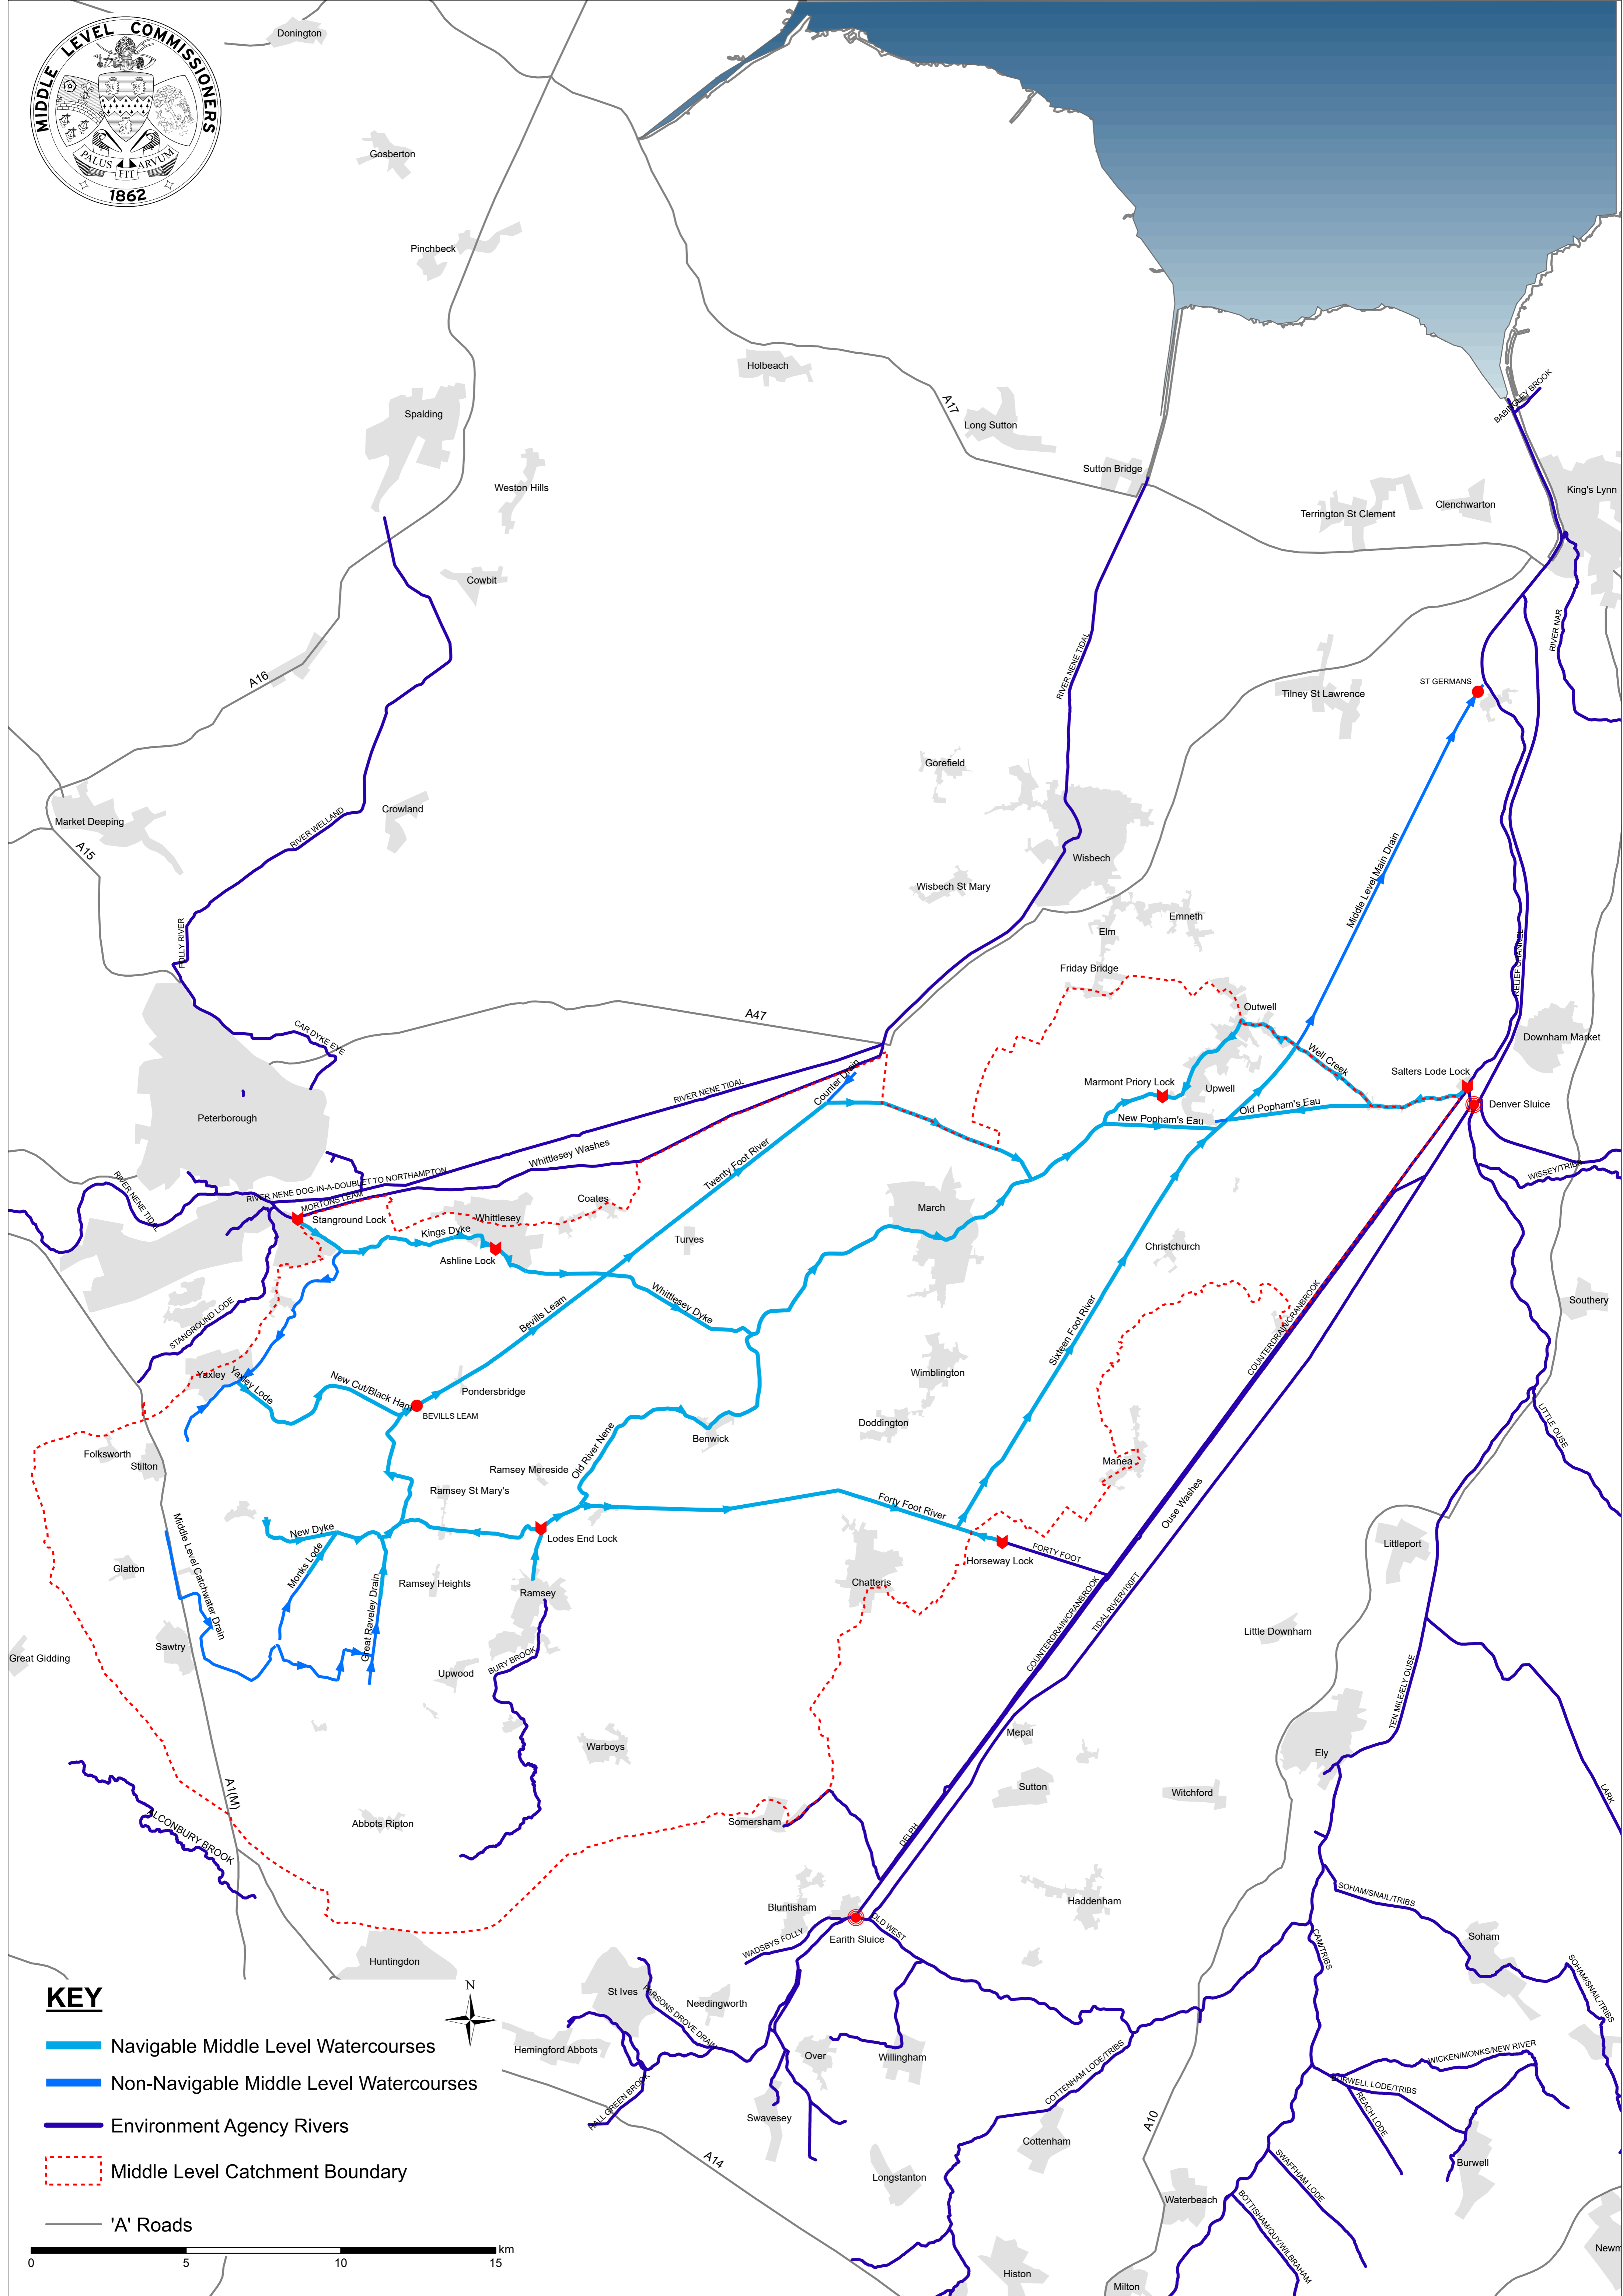 MIDDLE LEVEL COMMISSIONERS
PALUS FIT ARVUM
1862
Donington
Gosberton
Pinchbeck
Holbeach
Spalding
A17
Long Sutton
BABINGLEY BROOK
Sutton Bridge
Weston Hills
King's Lynn
Clenchwarton
Terrington St Clement
Cowbit
RIVER NAR
RIVER NENE TIDAL
A16
ST GERMANS
Tilney St Lawrence
Gorefield
Market Deeping
Crowland
RIVER WELLAND
A15
Middle Level Main Drain
Wisbech
Wisbech St Mary
Emneth
Elm
FOLLY RIVER
Friday Bridge
RELIEF CHANNEL
Outwell
A47
CAR DYKE EYE
Downham Market
Well Creek
Salters Lode Lock
Counter Drain
Marmont Priory Lock
Upwell
RIVER NENE TIDAL
Old Popham's Eau
Denver Sluice
Peterborough
New Popham's Eau
Whittlesey Washes
Twenty Foot River
RIVER NENE DOG-IN-A-DOUBLET TO NORTHAMPTON
WISSEY/TRIBS
RIVER NENE TIDAL
MORTONS LEAM
Stanground Lock
Coates
Whittlesey
March
Kings Dyke
Turves
Christchurch
Ashline Lock
Whittlesey Dyke
Southery
Bevills Leam
STANGROUND LODE
COUNTERDRAIN/CRANBROOK
Sixteen Foot River
Yaxley
Yaxley Lode
Wimblington
New Cut/Black Ham
Pondersbridge
BEVILLS LEAM
Doddington
LITTLE OUSE
Benwick
Folksworth
Stilton
Old River Nene
Manea
Ramsey Mereside
Ramsey St Mary's
Ouse Washes
Forty Foot River
Middle Level Catchwater Drain
New Dyke
Lodes End Lock
Littleport
FORTY FOOT
Horseway Lock
Glatton
Monks Lode
Ramsey Heights
Chatteris
Ramsey
Great Raveley Drain
TIDAL RIVER/100FT
COUNTERDRAIN/CRANBROOK
Little Downham
Sawtry
Great Gidding
BURY BROOK
Upwood
TEN MILE/ELY OUSE
Mepal
Warboys
Ely
Sutton
Witchford
A1(M)
LARK
Abbots Ripton
Somersham
ALCONBURY BROOK
DELPH
SOHAM/SNAIL/TRIBS
Haddenham
Bluntisham
OLD WEST
Earith Sluice
WADSBYS FOLLY
Soham
CAM/TRIBS
Huntingdon
SOHAM/SNAIL/TRIBS
KEY
N
St Ives
PARSONS DROVE DRAIN
Needingworth
Navigable Middle Level Watercourses
Hemingford Abbots
Over
Willingham
WICKEN/MONKS/NEW RIVER
Non-Navigable Middle Level Watercourses
HALL GREEN BROOK
COTTENHAM LODE/TRIBS
BURWELL LODE/TRIBS
REACH LODE
Environment Agency Rivers
Swavesey
A10
Cottenham
Middle Level Catchment Boundary
A14
Longstanton
SWAFFHAM LODE
Burwell
Waterbeach
BOTTISHAM/QUY/WILBRAHAM
'A' Roads
km
0 5 10 15
Histon
Milton
Newm